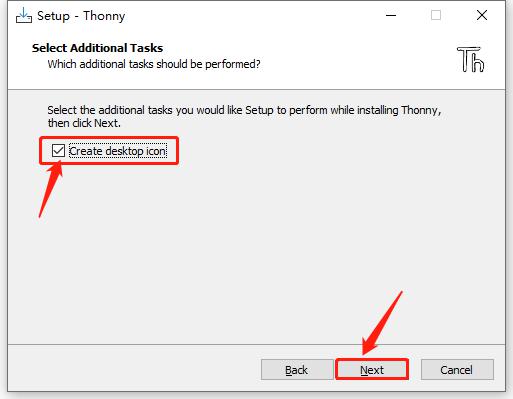 Setup - Thonny
Select Additional Tasks
Which additional tasks should be performed?
Th
Select the additional tasks you would like Setup to perform while installing Thonny,
then click Next.
Create desktop icon
Back Next Cancel